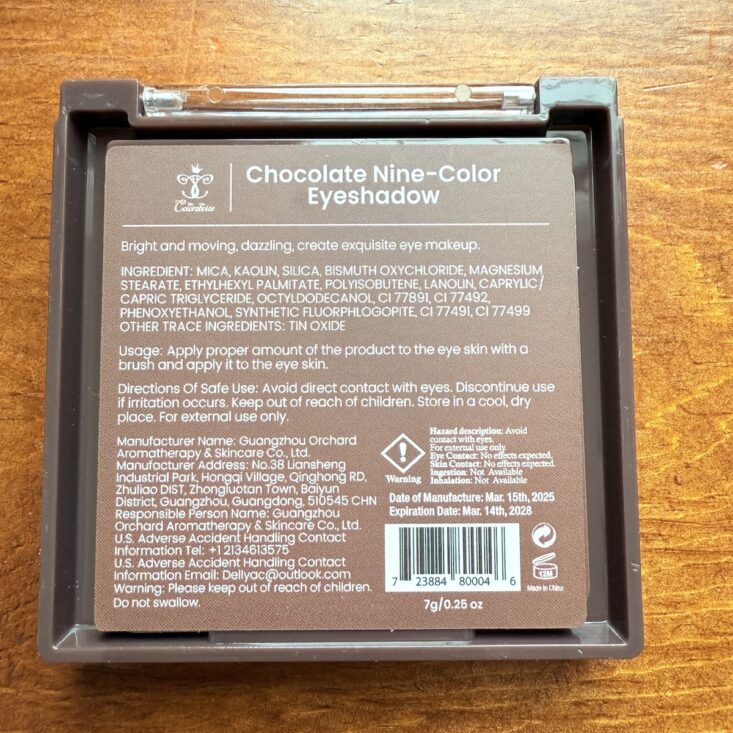 Chocolate Nine-Color
Eyeshadow
Bright and moving, dazzling, create exquisite eye makeup.
INGREDIENT: MICA, KAOLIN, SILICA, BISMUTH OXYCHLORIDE, MAGNESIUM
STEARATE, ETHYLHEXYL PALMITATE, POLYISOBUTENE, LANOLIN, CAPRYLIC/
CAPRIC TRIGLYCERIDE, OCTYLDODECANOL, CI 77891, CI 77492,
PHENOXYETHANOL, SYNTHETIC FLUORPHLOGOPITE, CI 77491, CI 77499
OTHER TRACE INGREDIENTS: TIN OXIDE
Usage: Apply proper amount of the product to the eye skin with a
brush and apply it to the eye skin.
Directions Of Safe Use: Avoid direct contact with eyes. Discontinue use
if irritation occurs. Keep out of reach of children. Store in a cool, dry
place. For external use only.
Manufacturer Name: Guangzhou Orchard
Aromatherapy & Skincare Co., Ltd.
Manufacturer Address: No.38 Liansheng
Industrial Park, Hongqi Village, Qinghong RD,
Zhuliao DIST, Zhongluotan Town, Baiyun
District, Guangzhou, Guangdong, 510545 CHN
Responsible Person Name: Guangzhou
Orchard Aromatherapy & Skincare Co., Ltd.
U.S. Adverse Accident Handling Contact
Information Tel: +1 2134613575
U.S. Adverse Accident Handling Contact
Information Email: Dellyac@outlook.com
Warning: Please keep out of reach of children.
Do not swallow.
Warning
Hazard description: Avoid
contact with eyes.
For external use only.
Eye Contact: No effects expected.
Skin Contact: No effects expected.
Ingestion: Not Available
Inhalation: Not Available
Date of Manufacture: Mar. 15th, 2025
Expiration Date: Mar. 14th, 2028
7 23884 80004 6
7g/0.25 oz
12M
Made in China